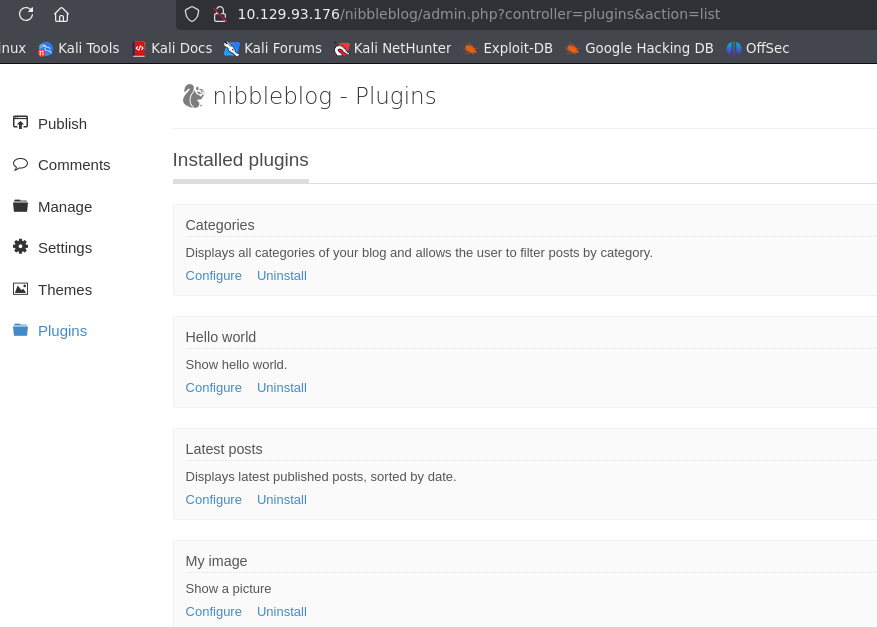 10.129.93.176/nibbleblog/admin.php?controller=plugins&action=list
inux Kali Tools Kali Docs Kali Forums Kali NetHunter Exploit-DB Google Hacking DB OffSec
nibbleblog - Plugins
Publish
Comments
Manage
Settings
Themes
Plugins
Installed plugins
Categories
Displays all categories of your blog and allows the user to filter posts by category.
Configure Uninstall
Hello world
Show hello world.
Configure Uninstall
Latest posts
Displays latest published posts, sorted by date.
Configure Uninstall
My image
Show a picture
Configure Uninstall